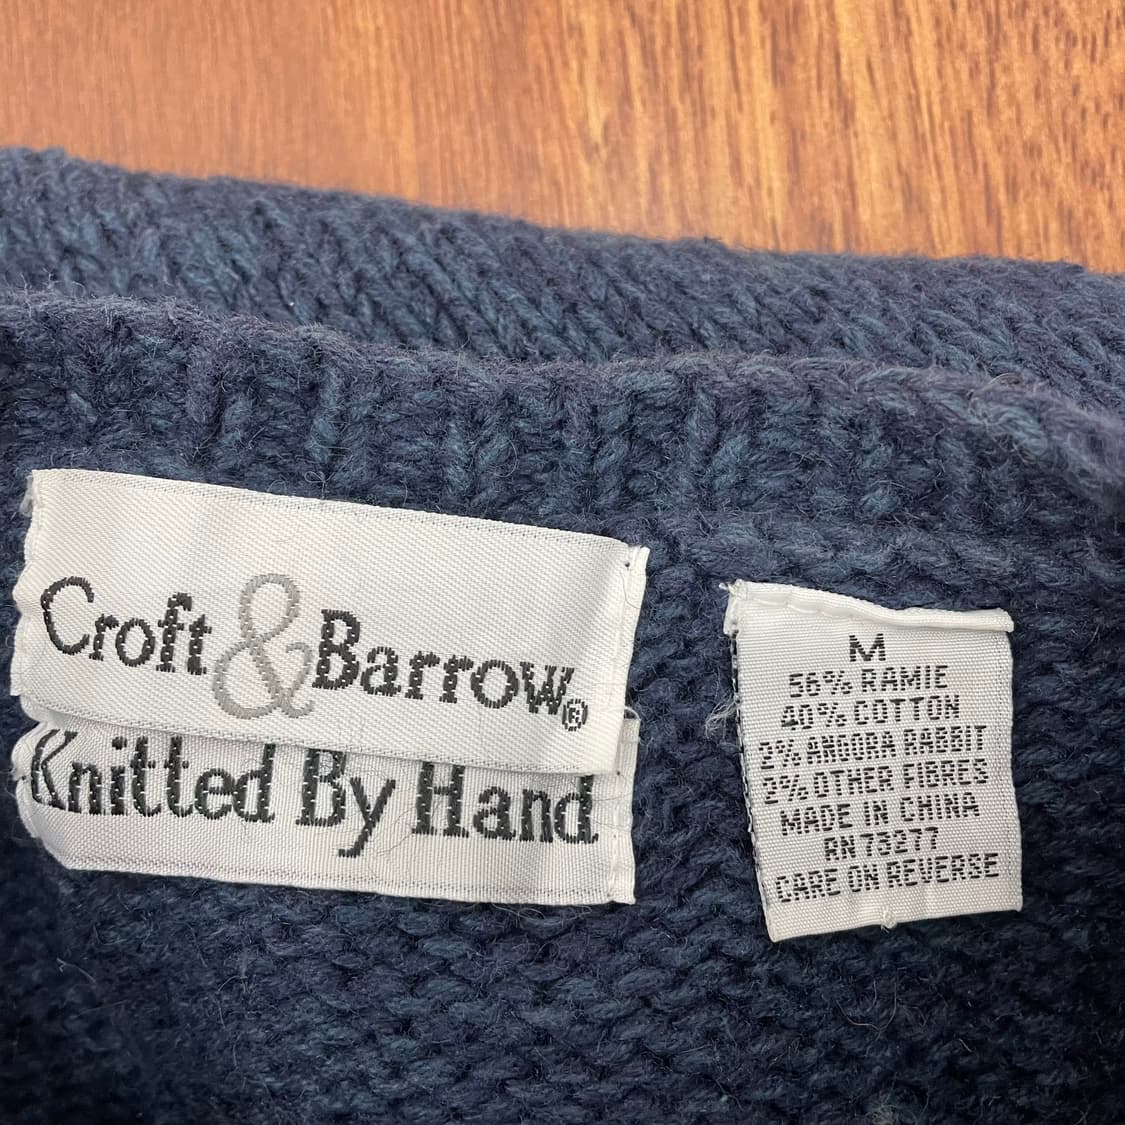 Croft&Barrow®
Knitted By Hand
M
56% RAMIE
40% COTTON
2% ANGORA RABBIT
2% OTHER FIBRES
MADE IN CHINA
RN 73277
CARE ON REVERSE